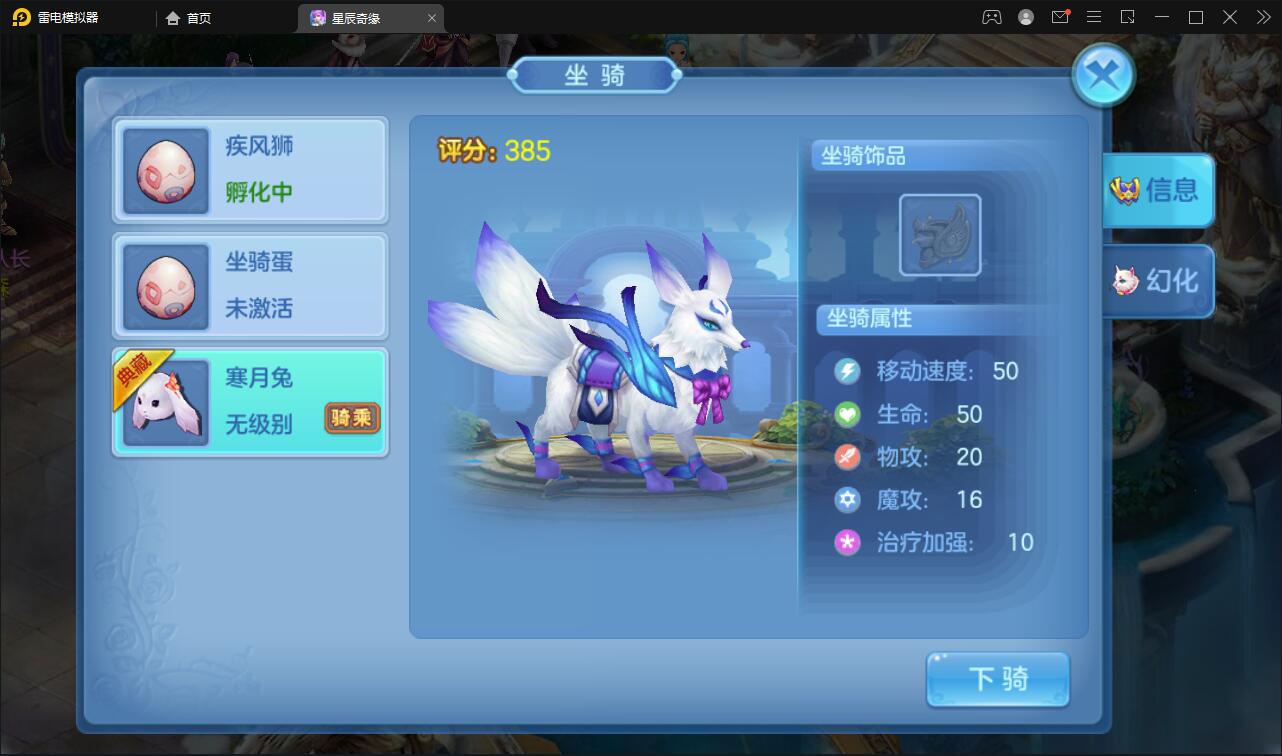 雷电模拟器
首页
星辰奇缘
坐骑
疾风狮
孵化中
坐骑蛋
未激活
典藏
寒月兔
无级别
骑乘
评分: 385
坐骑饰品
坐骑属性
移动速度: 50
生命: 50
物攻: 20
魔攻: 16
治疗加强: 10
信息
幻化
下骑
人长